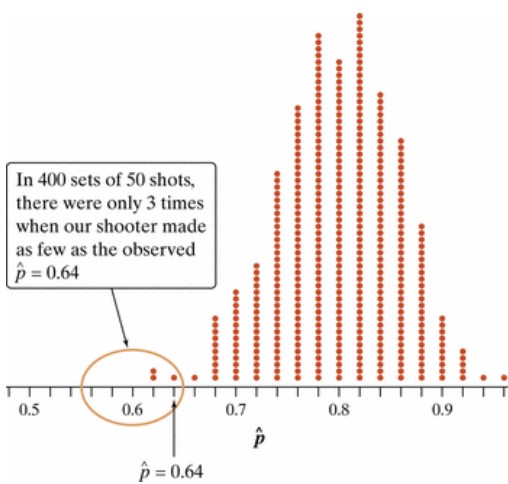 In 400 sets of 50 shots,
there were only 3 times
when our shooter made
as few as the observed
p̂ = 0.64
0.5 0.6 0.7 0.8 0.9
p̂
p̂ = 0.64